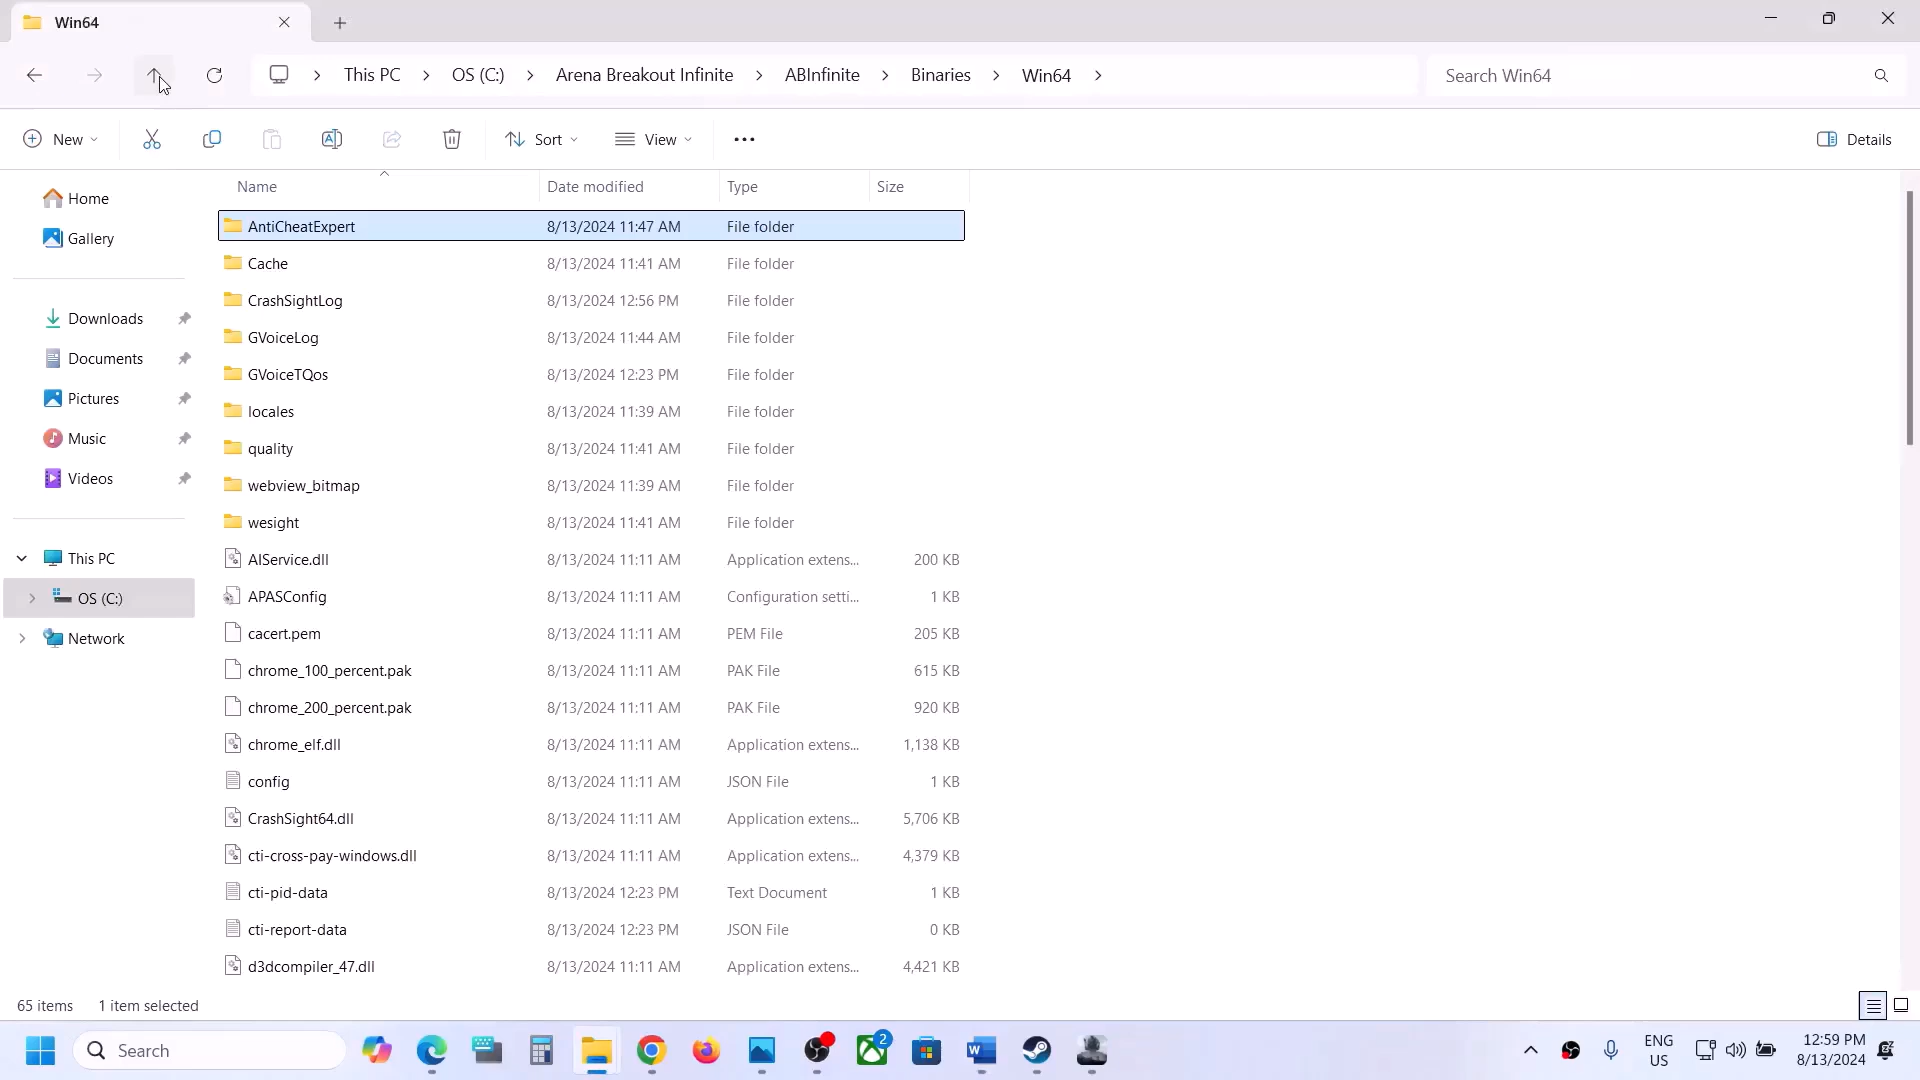 Win64
This PC > OS (C:) > Arena Breakout Infinite > ABInfinite > Binaries > Win64 >
Search Win64
New
Sort
View
Details
Name Date modified Type Size
Home
Gallery
Downloads
Documents
Pictures
Music
Videos
This PC
OS (C:)
Network
AntiCheatExpert 8/13/2024 11:47 AM File folder
Cache 8/13/2024 11:41 AM File folder
CrashSightLog 8/13/2024 12:56 PM File folder
GVoiceLog 8/13/2024 11:44 AM File folder
GVoiceTQos 8/13/2024 12:23 PM File folder
locales 8/13/2024 11:39 AM File folder
quality 8/13/2024 11:41 AM File folder
webview_bitmap 8/13/2024 11:39 AM File folder
wesight 8/13/2024 11:41 AM File folder
AIService.dll 8/13/2024 11:11 AM Application extens... 200 KB
APASConfig 8/13/2024 11:11 AM Configuration setti... 1 KB
cacert.pem 8/13/2024 11:11 AM PEM File 205 KB
chrome_100_percent.pak 8/13/2024 11:11 AM PAK File 615 KB
chrome_200_percent.pak 8/13/2024 11:11 AM PAK File 920 KB
chrome_elf.dll 8/13/2024 11:11 AM Application extens... 1,138 KB
config 8/13/2024 11:11 AM JSON File 1 KB
CrashSight64.dll 8/13/2024 11:11 AM Application extens... 5,706 KB
cti-cross-pay-windows.dll 8/13/2024 11:11 AM Application extens... 4,379 KB
cti-pid-data 8/13/2024 12:23 PM Text Document 1 KB
cti-report-data 8/13/2024 12:23 PM JSON File 0 KB
d3dcompiler_47.dll 8/13/2024 11:11 AM Application extens... 4,421 KB
65 items 1 item selected
Search
2
ENG
US
12:59 PM
8/13/2024